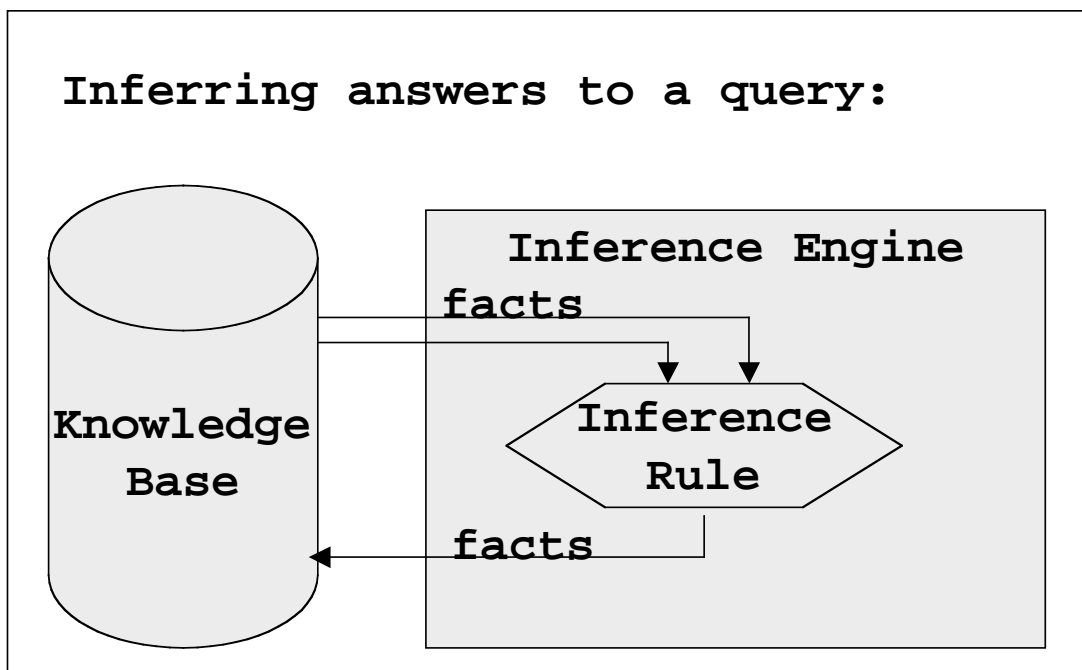 Inferring answers to a query:
Inference Engine
facts
Knowledge
Base
Inference
Rule
facts